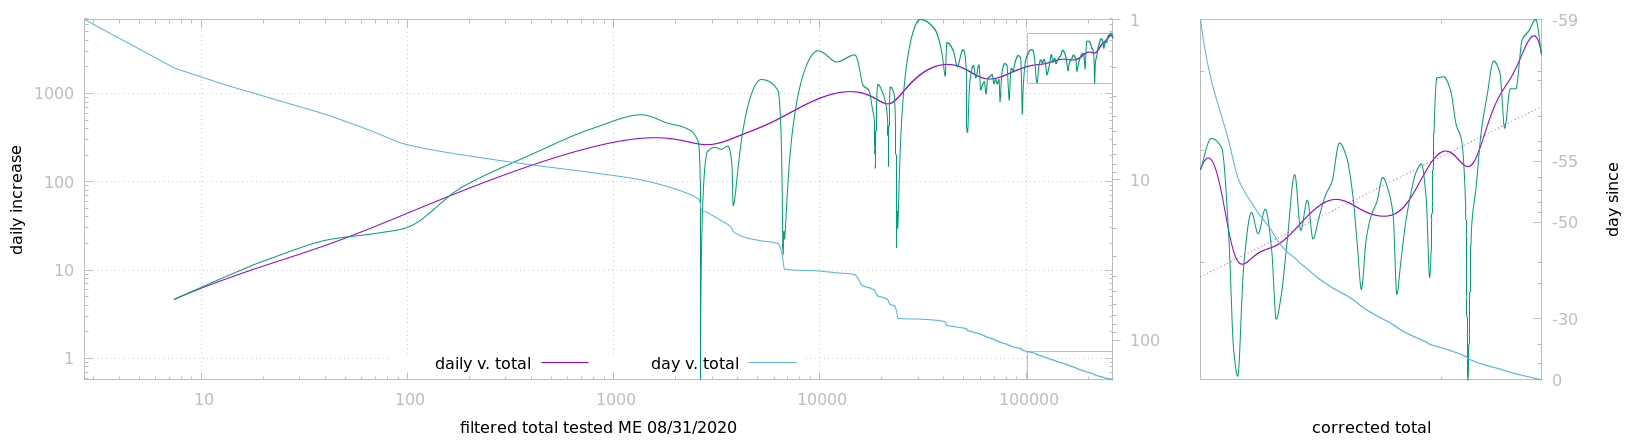 1000
100
10
1
daily increase
10
100
1000
10000
100000
1
10
100
daily v. total
day v. total
filtered total tested ME 08/31/2020
-59
-55
-50
-30
0
day since
corrected total